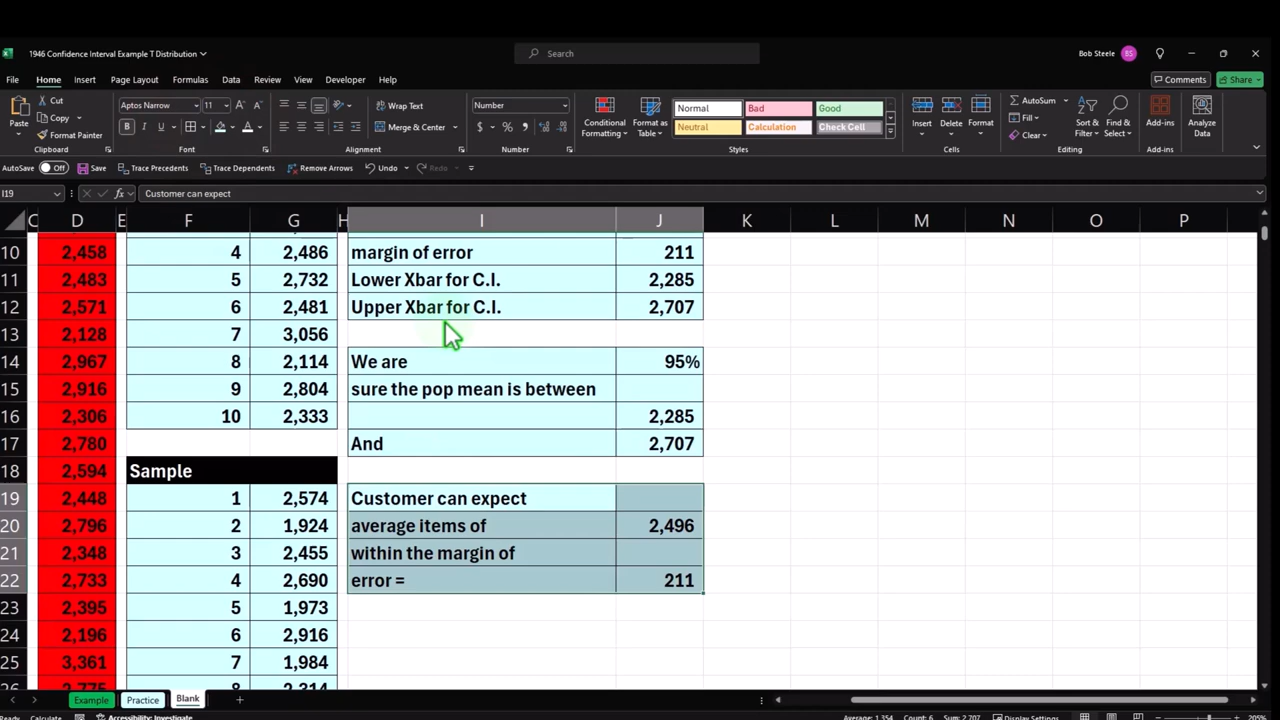 1946 Confidence Interval Example T Distribution
Search
Bob Steele BS
File Home Insert Page Layout Formulas Data Review View Developer Help
Comments Share
Paste Cut Copy Format Painter Clipboard
Aptos Narrow 11 B I U Font
Wrap Text Merge & Center Alignment
Number $ % Number
Conditional Formatting Format as Table Normal Bad Good Neutral Calculation Check Cell Styles
Insert Delete Format Cells
AutoSum Fill Clear Sort & Filter Find & Select Editing
Add-ins Add-ins
Analyze Data
AutoSave Off Save Trace Precedents Trace Dependents Remove Arrows Undo Redo
I19 fx Customer can expect
C D E F G H I J K L M N O P
10 2,458 4 2,486 margin of error 211
11 2,483 5 2,732 Lower Xbar for C.I. 2,285
12 2,571 6 2,481 Upper Xbar for C.I. 2,707
13 2,128 7 3,056
14 2,967 8 2,114 We are 95%
15 2,916 9 2,804 sure the pop mean is between
16 2,306 10 2,333 2,285
17 2,780 And 2,707
18 2,594 Sample
19 2,448 1 2,574 Customer can expect
20 2,796 2 1,924 average items of 2,496
21 2,348 3 2,455 within the margin of
22 2,733 4 2,690 error = 211
23 2,395 5 1,973
24 2,196 6 2,916
25 3,361 7 1,984
26 2,775 8 2,314
Example Practice Blank
Ready Calculate Accessibility: Investigate Average: 1,354 Count: 6 Sum: 2,707 Display Settings 205%